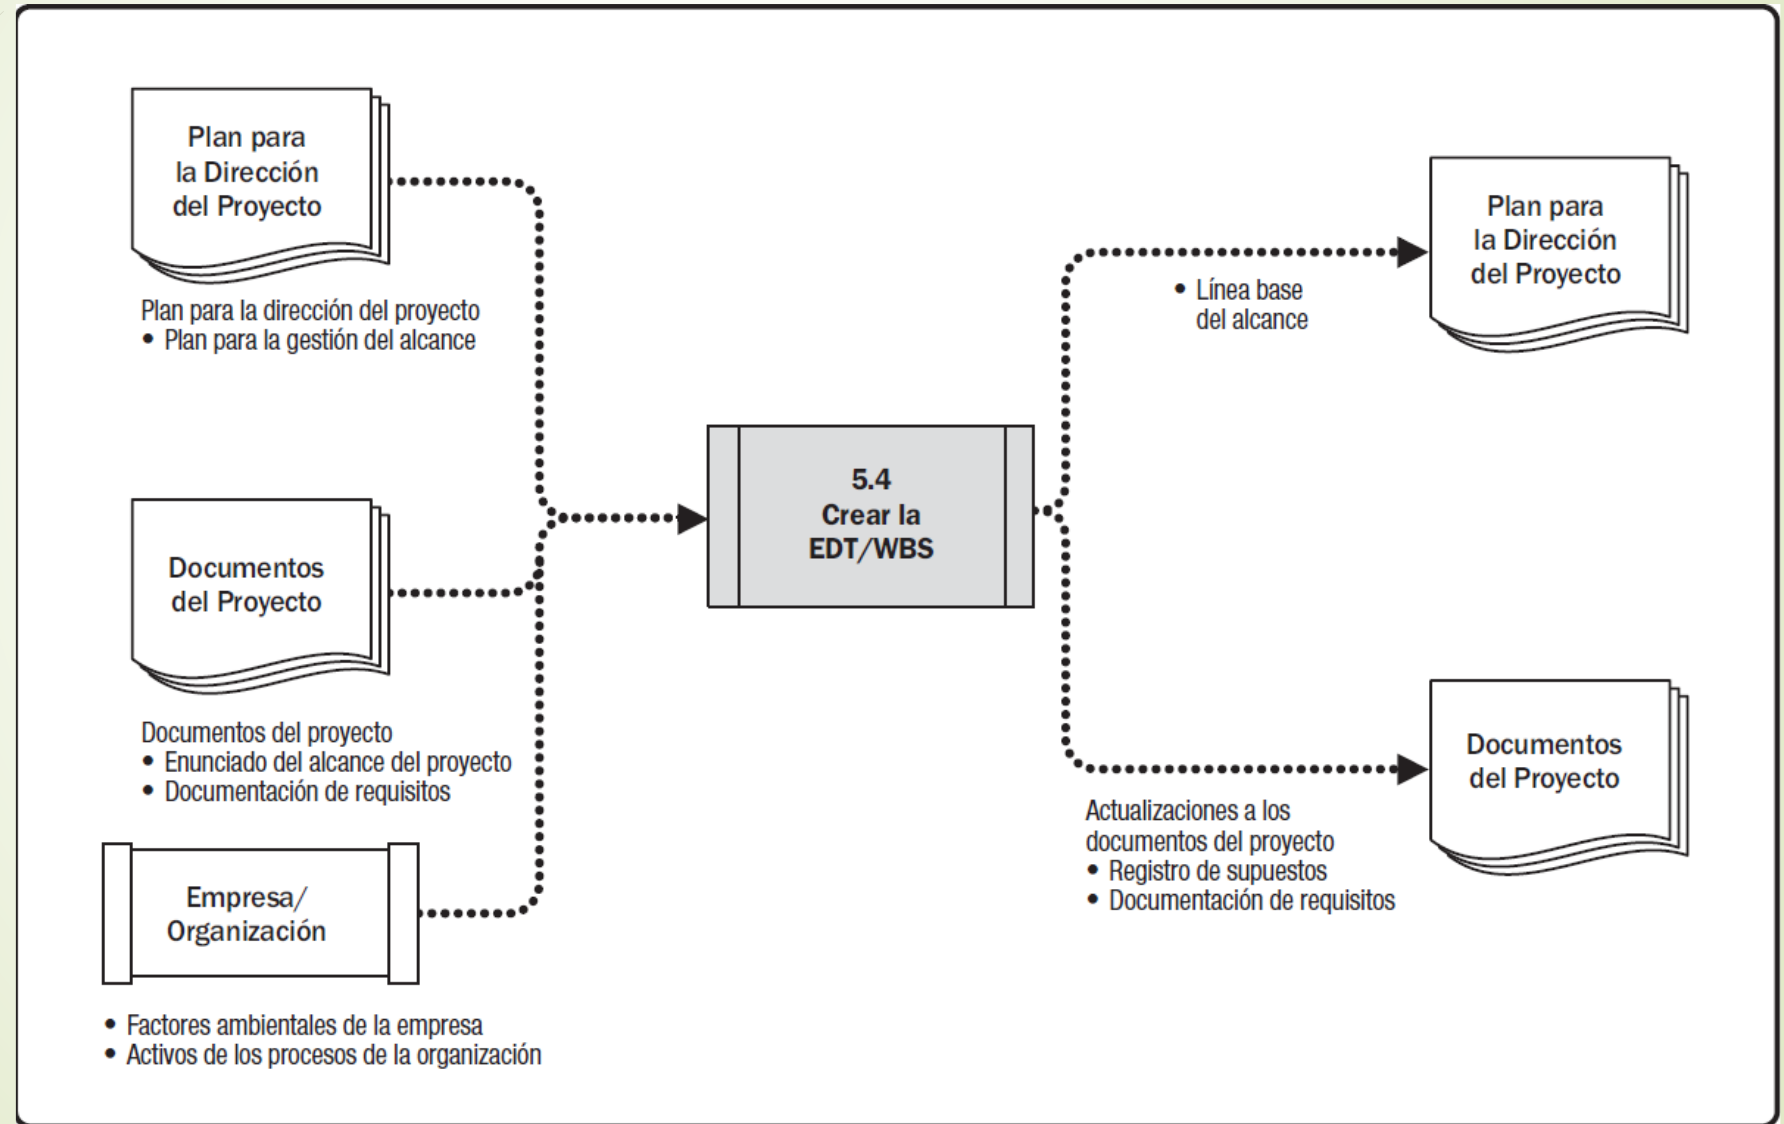 Plan para
la Dirección
del Proyecto
Plan para la dirección del proyecto
• Plan para la gestión del alcance
Documentos
del Proyecto
Documentos del proyecto
• Enunciado del alcance del proyecto
• Documentación de requisitos
Empresa/
Organización
• Factores ambientales de la empresa
• Activos de los procesos de la organización
5.4
Crear la
EDT/WBS
• Línea base
del alcance
Plan para
la Dirección
del Proyecto
Actualizaciones a los
documentos del proyecto
• Registro de supuestos
• Documentación de requisitos
Documentos
del Proyecto